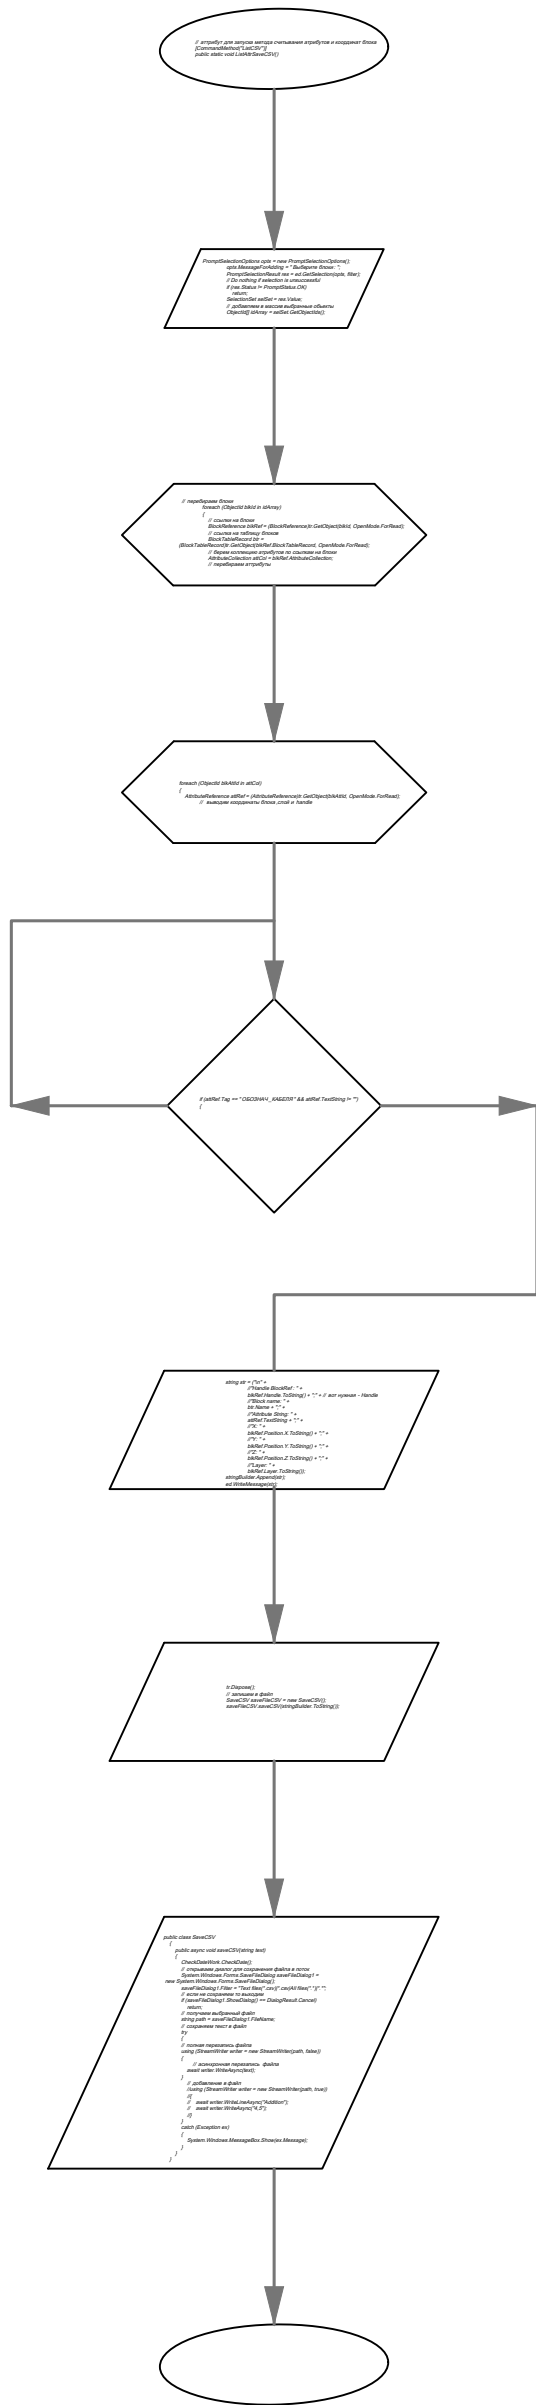 // аттрибут для запуска метода считывания атрибутов и координат блока
[CommandMethod("ListCSV")]
public static void ListAttrSaveCSV()
PromptSelectionOptions opts = new PromptSelectionOptions();
opts.MessageForAdding = " Выберите блоки : ";
PromptSelectionResult res = ed.GetSelection(opts, filter);
// Do nothing if selection is unsuccessful
if (res.Status != PromptStatus.OK)
return;
SelectionSet selSet = res.Value;
// добавляем в массив выбранные объекты
ObjectId[] idArray = selSet.GetObjectIds();
// перебираем блоки
foreach (ObjectId blkId in idArray)
{
// ссылки на блоки
BlockReference blkRef = (BlockReference)tr.GetObject(blkId, OpenMode.ForRead);
// ссылка на таблицу блоков
BlockTableRecord btr =
(BlockTableRecord)tr.GetObject(blkRef.BlockTableRecord, OpenMode.ForRead);
// берем коллекцию атрибутов по ссылкам на блоки
AttributeCollection attCol = blkRef.AttributeCollection;
// перебираем аттрибуты
foreach (ObjectId blkAttId in attCol)
{
AttributeReference attRef = (AttributeReference)tr.GetObject(blkAttId, OpenMode.ForRead);
// выводим координаты блока ,слой и handle
if (attRef.Tag == "ОБОЗНАЧ_КАБЕЛЯ" && attRef.TextString != "")
{
string str = ("\n" +
//"Handle BlockRef : " +
blkRef.Handle.ToString() + ";" + // вот нужная - Handle
//"Block name: " +
btr.Name + ";" +
//"Attribute String: " +
attRef.TextString + ";" +
//"X: " +
blkRef.Position.X.ToString() + ";" +
//"Y: " +
blkRef.Position.Y.ToString() + ";" +
//"Z: " +
blkRef.Position.Z.ToString() + ";" +
//"Layer: " +
blkRef.Layer.ToString());
stringBuilder.Append(str);
ed.WriteMessage(str);
tr.Dispose();
// запишем в файл
SaveCSV saveFileCSV = new SaveCSV();
saveFileCSV.saveCSV(stringBuilder.ToString());
public class SaveCSV
{
public async void saveCSV(string text)
{
CheckDateWork.CheckDate();
// открываем диалог для сохранения файла в поток
System.Windows.Forms.SaveFileDialog saveFileDialog1 =
new System.Windows.Forms.SaveFileDialog();
saveFileDialog1.Filter = "Text files(*.csv)|*.csv|All files(*.*)|*.*";
// если не сохраняем то выходим
if (saveFileDialog1.ShowDialog() == DialogResult.Cancel)
return;
// получаем выбранный файл
string path = saveFileDialog1.FileName;
// сохраняем текст в файл
try
{
// полная перезапись файла
using (StreamWriter writer = new StreamWriter(path, false))
{
// асинхронная перезапись файла
await writer.WriteAsync(text);
}
// добавление в файл
//using (StreamWriter writer = new StreamWriter(path, true))
//{
// await writer.WriteLineAsync("Addition");
// await writer.WriteAsync("4,5");
//}
}
catch (Exception ex)
{
System.Windows.MessageBox.Show(ex.Message);
}
}
}